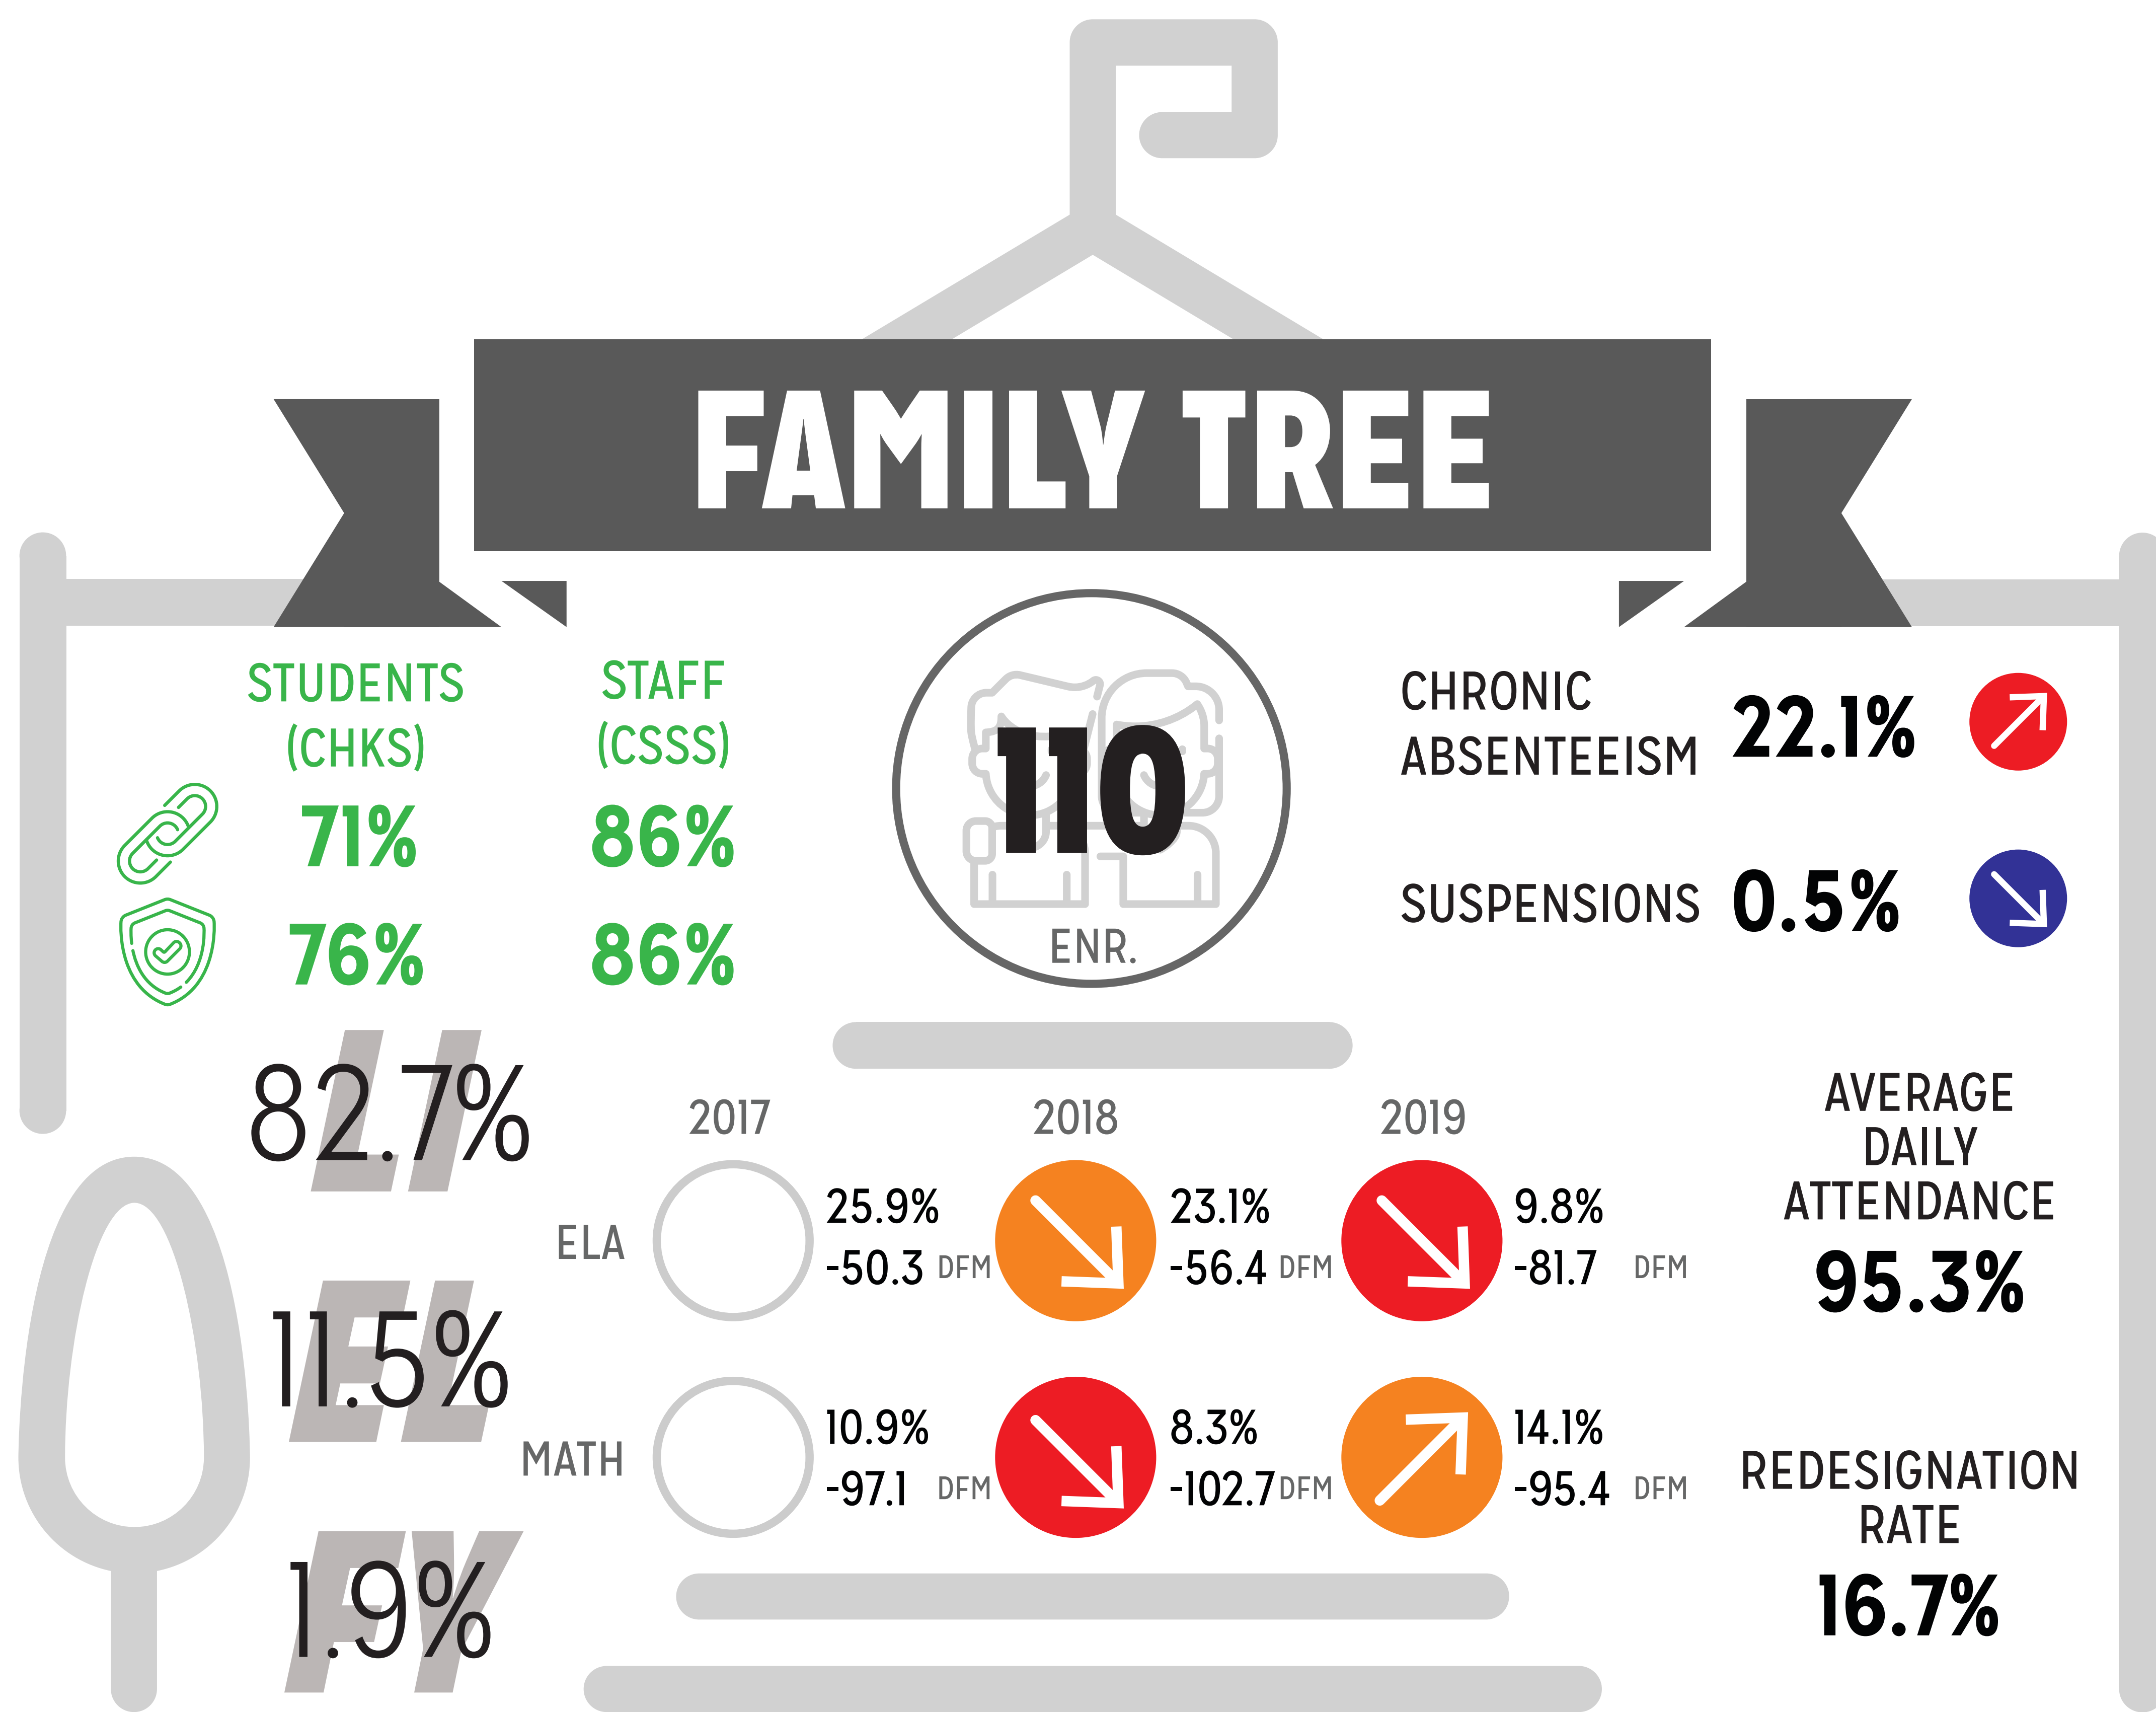 FAMILY TREE
STUDENTS
(CHKS)
STAFF
(CSSS)
71%
86%
76%
86%
110
ENR.
CHRONIC
ABSENTEEISM
22.1%
SUSPENSIONS
0.5%
LI
82.7%
EL
11.5%
FY
1.9%
2017
2018
2019
ELA
25.9%
-50.3 DFM
23.1%
-56.4 DFM
9.8%
-81.7 DFM
MATH
10.9%
-97.1 DFM
8.3%
-102.7 DFM
14.1%
-95.4 DFM
AVERAGE
DAILY
ATTENDANCE
95.3%
REDESIGNATION
RATE
16.7%